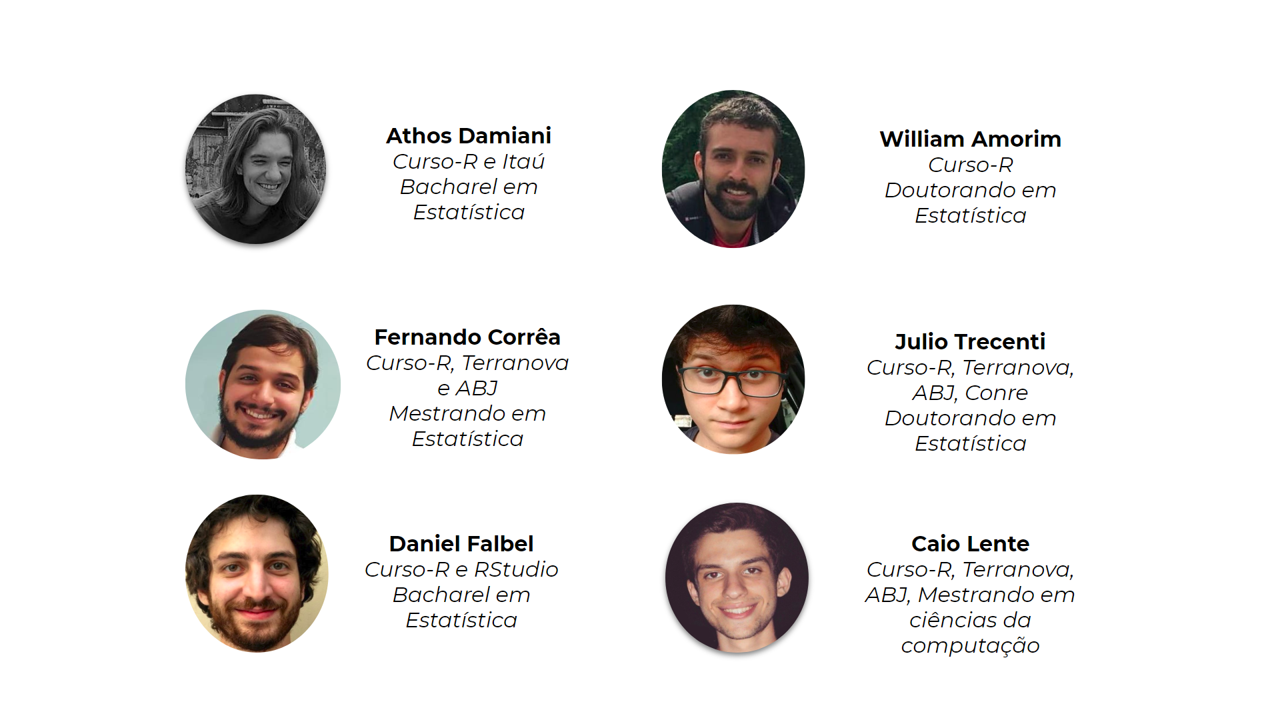 Athos Damiani
Curso-R e Itaú
Bacharel em
Estatística
William Amorim
Curso-R
Doutorando em
Estatística
Fernando Corrêa
Curso-R, Terranova
e ABJ
Mestrando em
Estatística
Julio Trecenti
Curso-R, Terranova,
ABJ, Conre
Doutorando em
Estatística
Daniel Falbel
Curso-R e RStudio
Bacharel em
Estatística
Caio Lente
Curso-R, Terranova,
ABJ, Mestrando em
ciências da
computação